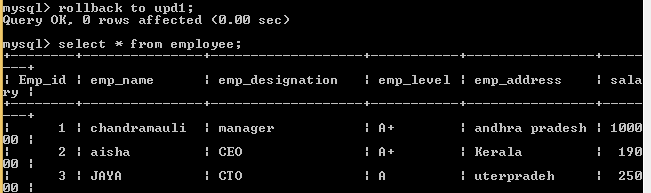 mysql> rollback to upd1;
Query OK, 0 rows affected (0.00 sec)
mysql> select * from employee;
+--------+--------------+-----------------+-----------+----------------+-----
---+
| Emp_id | emp_name     | emp_designation | emp_level | emp_address    | sala
ry |
+--------+--------------+-----------------+-----------+----------------+-----
---+
|      1 | chandramauli | manager         | A+        | andhra pradesh | 1000
00 |
|      2 | aisha        | CEO             | A+        | Kerala         |  190
00 |
|      3 | JAYA         | CTO             | A         | uterpradeh     |  250
00 |